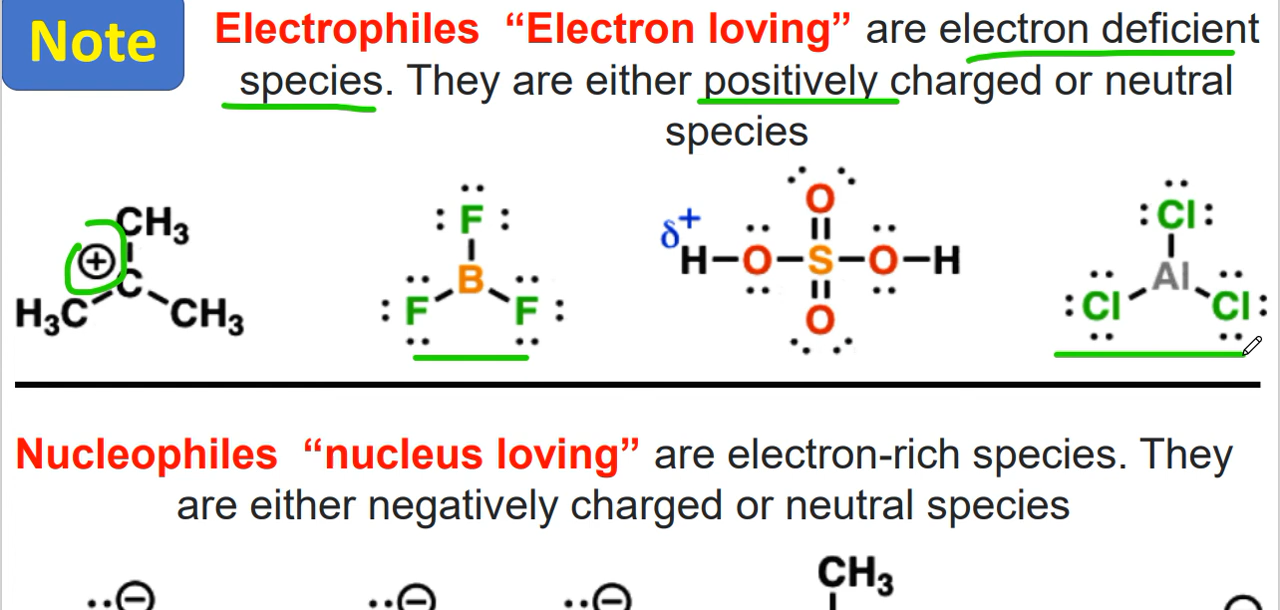 Note
Electrophiles “Electron loving” are electron deficient
species. They are either positively charged or neutral
species
CH₃
⊕
C
H₃C CH₃
: F :
B
: F F :
O
δ+
H–O–S–O–H
O
:Cl:
Al
:Cl Cl:
Nucleophiles “nucleus loving” are electron-rich species. They
are either negatively charged or neutral species
CH₃